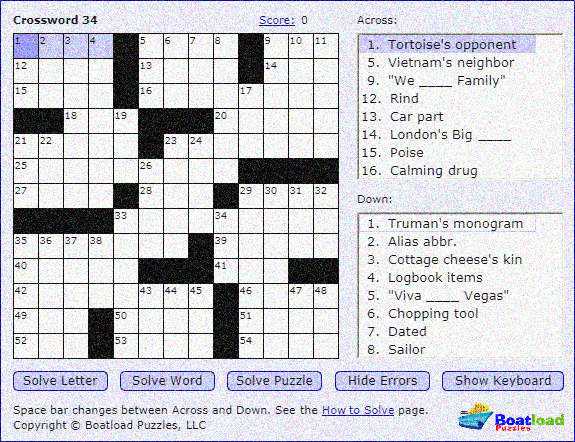 Crossword 34
Score: 0
1 2 3 4 5 6 7 8 9 10 11
12 13 14
15 16 17
18 19 20
21 22 23 24
25 26
27 28 29 30 31 32
33 34
35 36 37 38 39
40 41
42 43 44 45 46 47 48
49 50 51
52 53 54
Across:
1. Tortoise's opponent
5. Vietnam's neighbor
9. "We ____ Family"
12. Rind
13. Car part
14. London's Big ____
15. Poise
16. Calming drug
Down:
1. Truman's monogram
2. Alias abbr.
3. Cottage cheese's kin
4. Logbook items
5. "Viva ____ Vegas"
6. Chopping tool
7. Dated
8. Sailor
Solve Letter Solve Word Solve Puzzle Hide Errors Show Keyboard
Space bar changes between Across and Down. See the How to Solve page.
Copyright © Boatload Puzzles, LLC
Boatload
Puzzles